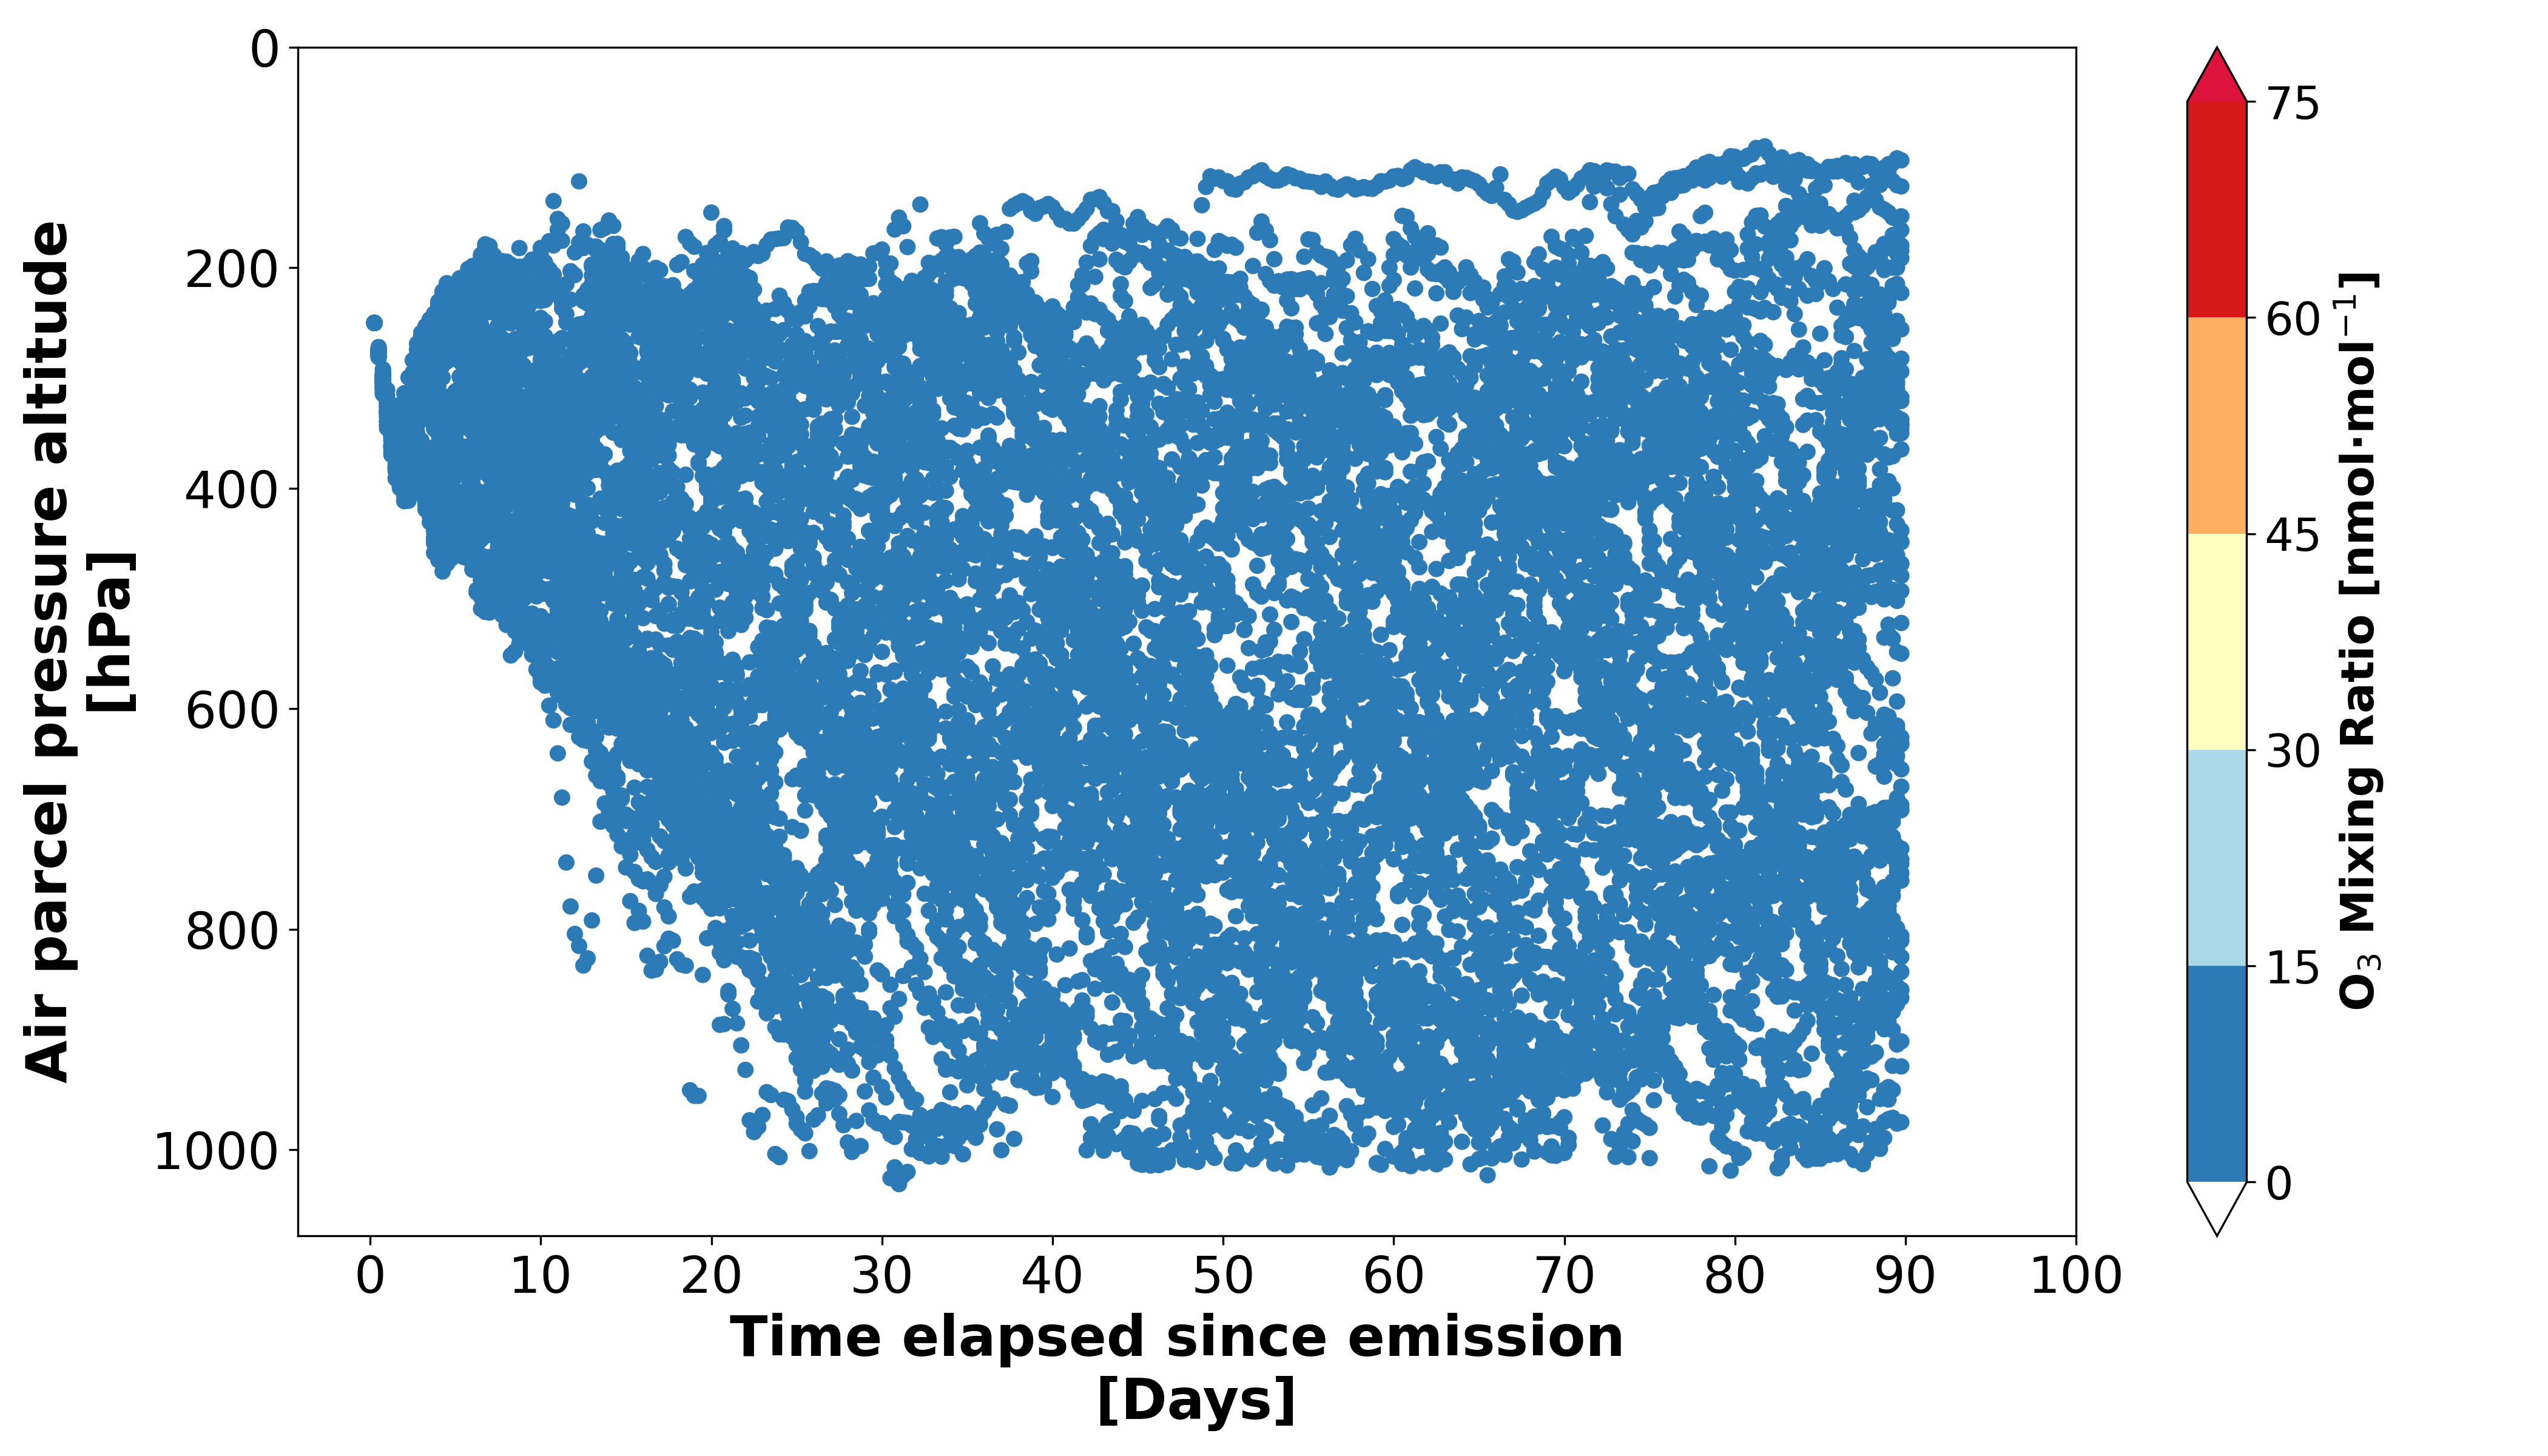 Air parcel pressure altitude
[hPa]
0
200
400
600
800
1000
0 10 20 30 40 50 60 70 80 90 100
Time elapsed since emission
[Days]
75
60
45
30
15
0
O₃ Mixing Ratio [nmol·mol⁻¹]